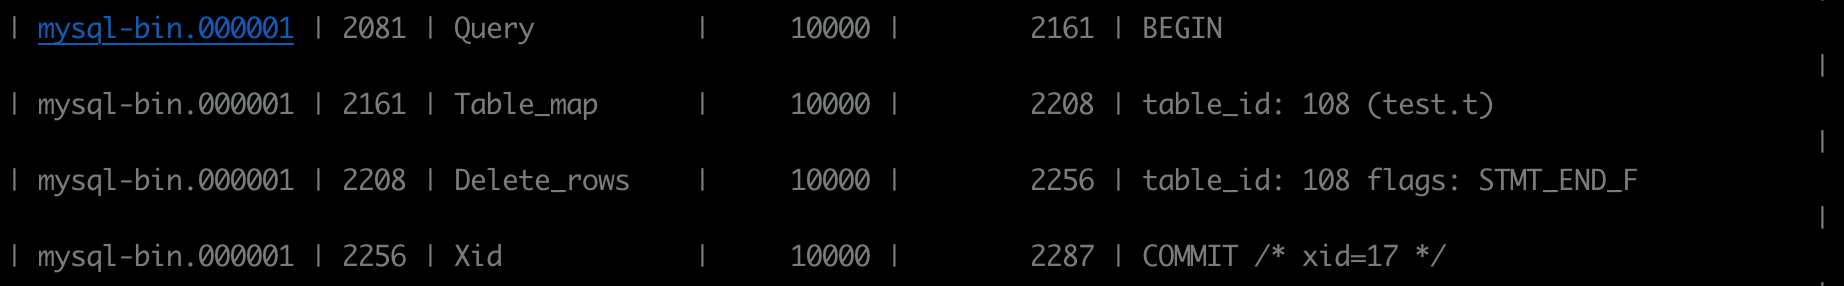 | mysql-bin.000001 | 2081 | Query | 10000 | 2161 | BEGIN
|
| mysql-bin.000001 | 2161 | Table_map | 10000 | 2208 | table_id: 108 (test.t)
|
| mysql-bin.000001 | 2208 | Delete_rows | 10000 | 2256 | table_id: 108 flags: STMT_END_F
|
| mysql-bin.000001 | 2256 | Xid | 10000 | 2287 | COMMIT /* xid=17 */